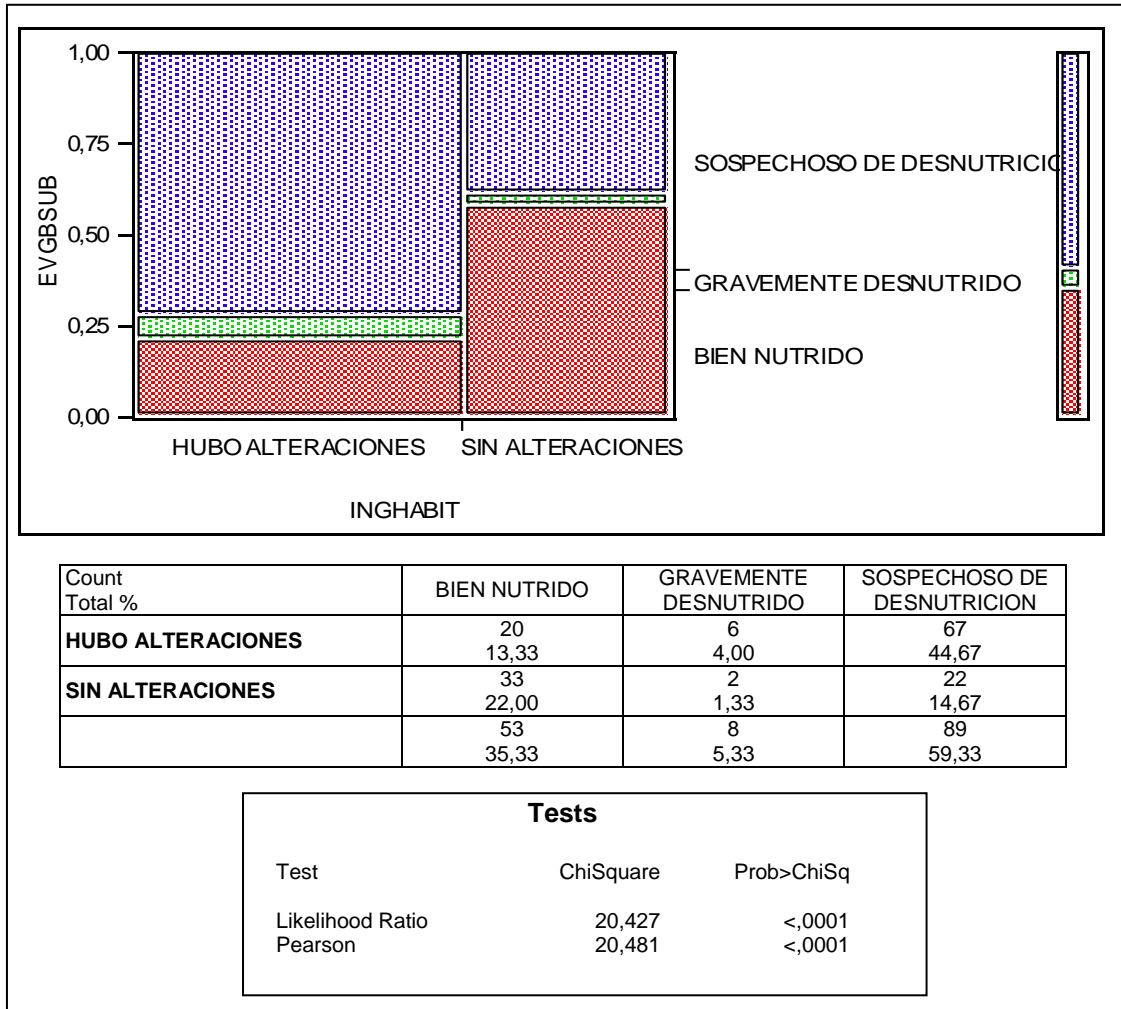 1,00
0,75
0,50
0,25
0,00
EVGBSUB
SOSPECHOSO DE DESNUTRICIO
GRAVEMENTE DESNUTRIDO
BIEN NUTRIDO
HUBO ALTERACIONES SIN ALTERACIONES
INGHABIT
Count
Total %
BIEN NUTRIDO
GRAVEMENTE
DESNUTRIDO
SOSPECHOSO DE
DESNUTRICION
HUBO ALTERACIONES
20 6 67
13,33 4,00 44,67
SIN ALTERACIONES
33 2 22
22,00 1,33 14,67
53 8 89
35,33 5,33 59,33
Tests
Test ChiSquare Prob>ChiSq
Likelihood Ratio 20,427 <,0001
Pearson 20,481 <,0001